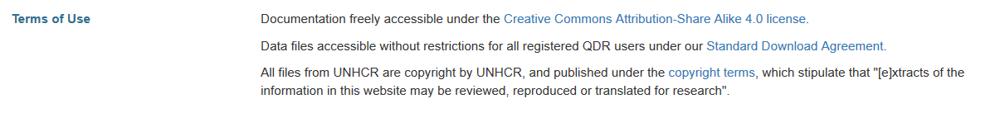 Terms of Use
Documentation freely accessible under the Creative Commons Attribution-Share Alike 4.0 license.
Data files accessible without restrictions for all registered QDR users under our Standard Download Agreement.
All files from UNHCR are copyright by UNHCR, and published under the copyright terms, which stipulate that "[e]xtracts of the
information in this website may be reviewed, reproduced or translated for research".